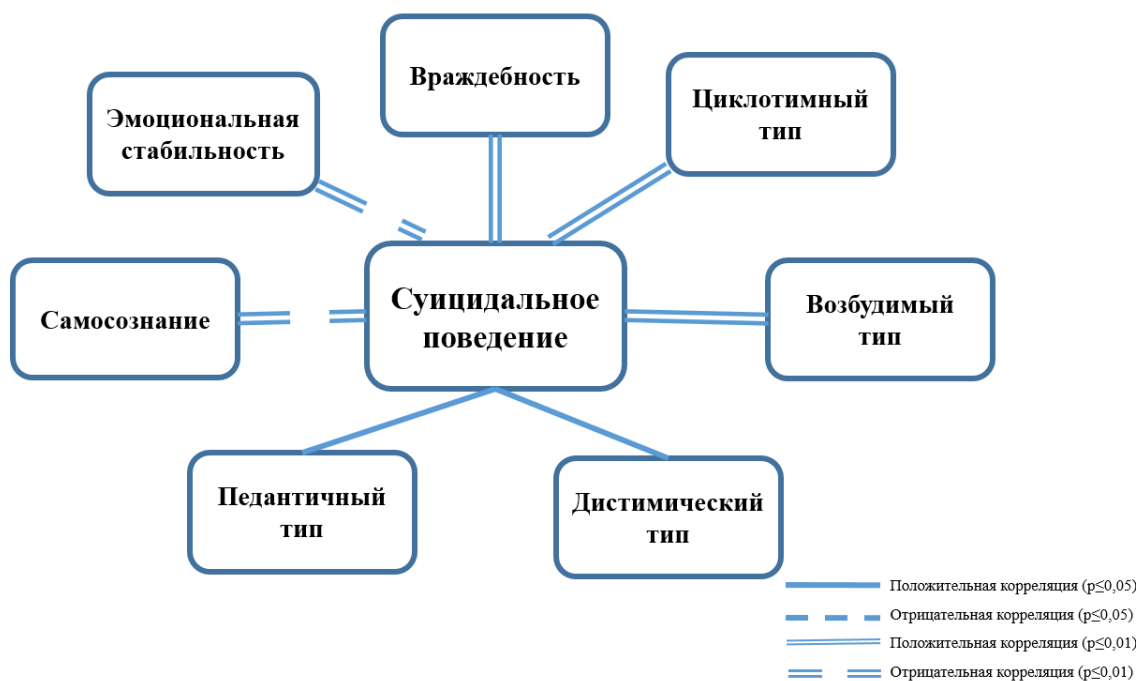 Враждебность
Циклотимный
тип
Эмоциональная
стабильность
Суицидальное
поведение
Самосознание
Возбудимый
тип
Педантичный
тип
Дистимический
тип
Положительная корреляция (p≤0,05)
Отрицательная корреляция (p≤0,05)
Положительная корреляция (p≤0,01)
Отрицательная корреляция (p≤0,01)